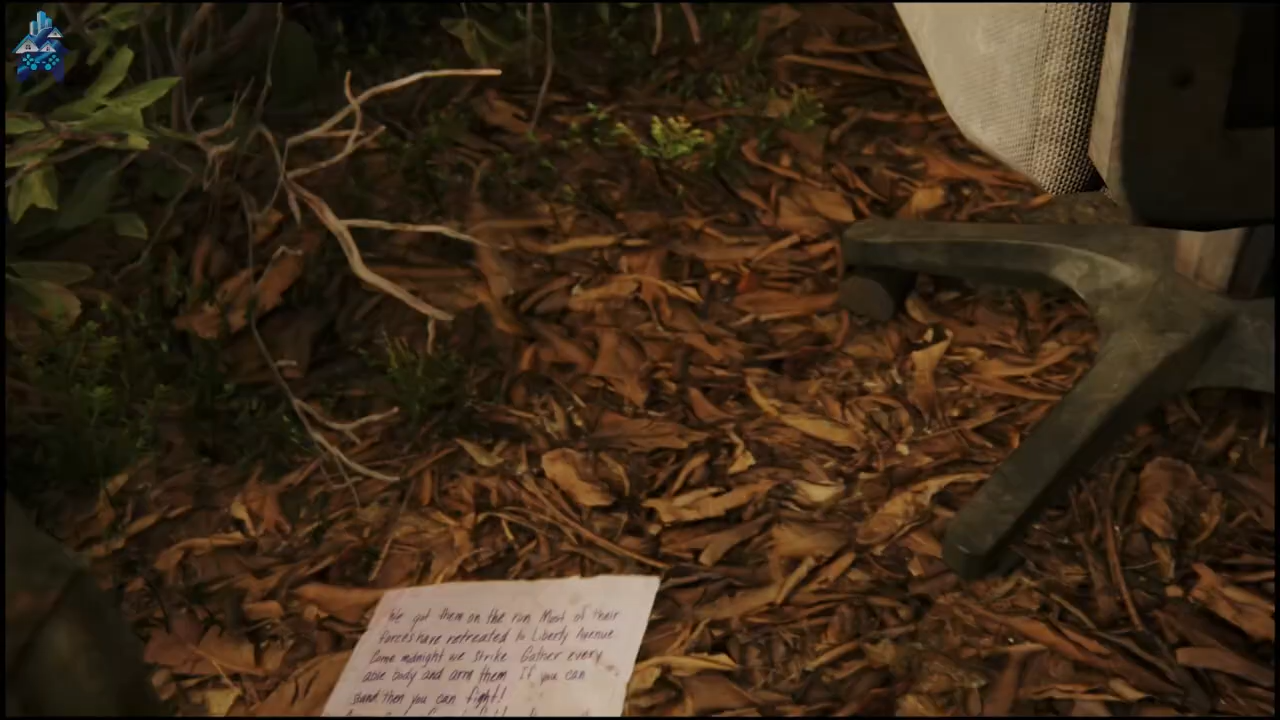 We got them on the run Most of their
forces have retreated to Liberty Avenue.
Come midnight we strike Gather every
able body and arm them If you can
stand then you can fight!